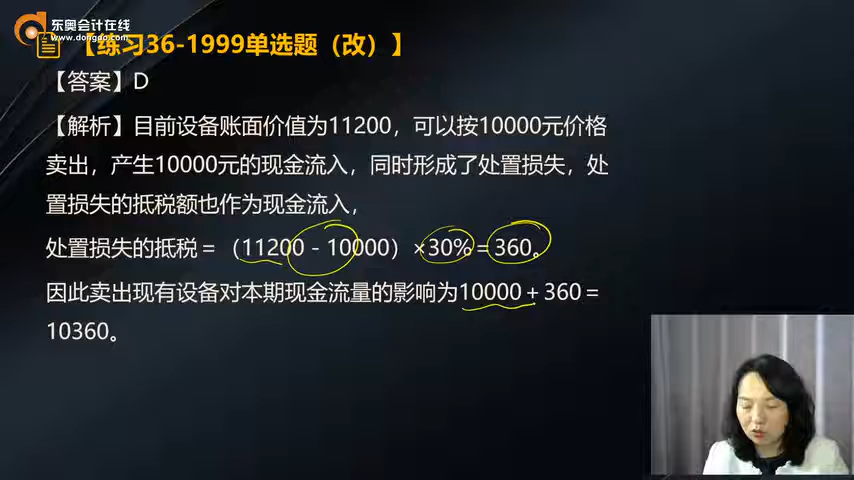 东奥会计在线
www.dongao.com
【练习36-1999单选题（改）】
【答案】D
【解析】目前设备账面价值为11200，可以按10000元价格
卖出，产生10000元的现金流入，同时形成了处置损失，处
置损失的抵税额也作为现金流入，
处置损失的抵税＝（11200－10000）×30%＝360。
因此卖出现有设备对本期现金流量的影响为10000＋360＝
10360。